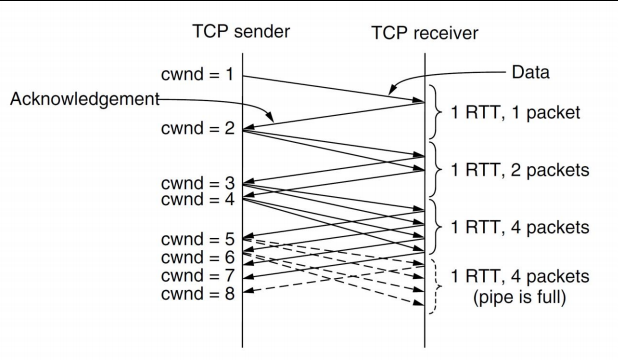 TCP sender
TCP receiver
cwnd = 1
Data
Acknowledgement
1 RTT, 1 packet
cwnd = 2
1 RTT, 2 packets
cwnd = 3
cwnd = 4
1 RTT, 4 packets
cwnd = 5
cwnd = 6
cwnd = 7
cwnd = 8
1 RTT, 4 packets
(pipe is full)